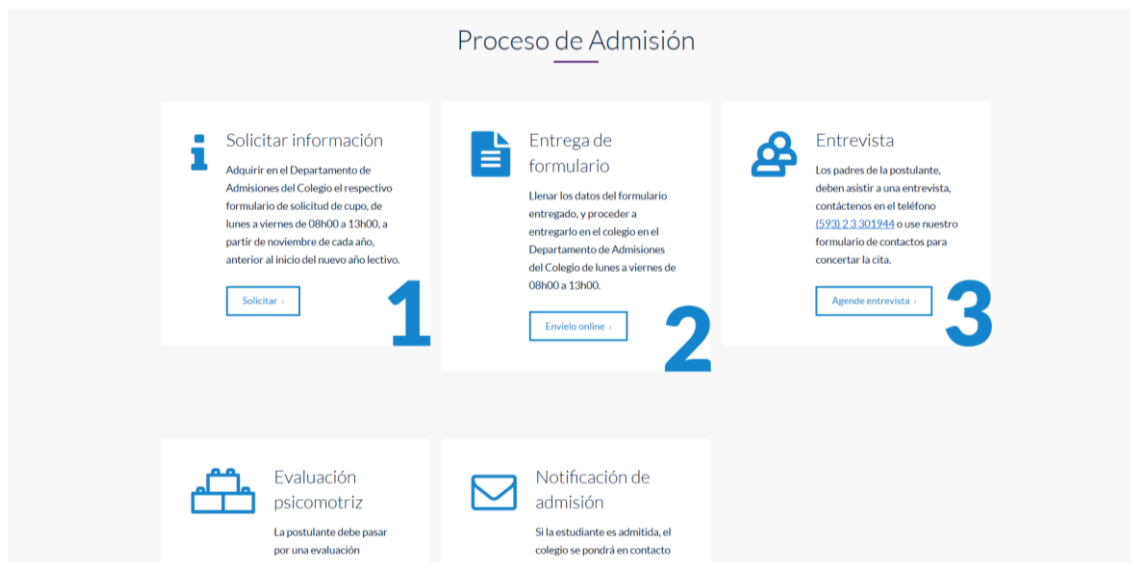 Proceso de Admisión
Solicitar información
Adquirir en el Departamento de
Admisiones del Colegio el respectivo
formulario de solicitud de cupo, de
lunes a viernes de 08h00 a 13h00, a
partir de noviembre de cada año,
anterior al inicio del nuevo año lectivo.
Solicitar ›
1
Entrega de
formulario
Llenar los datos del formulario
entregado, y proceder a
entregarlo en el colegio en el
Departamento de Admisiones
del Colegio de lunes a viernes de
08h00 a 13h00.
Envíelo online ›
2
Entrevista
Los padres de la postulante,
deben asistir a una entrevista,
contáctenos en el teléfono
(593) 2 3 301944 o use nuestro
formulario de contactos para
concertar la cita.
Agende entrevista ›
3
Evaluación
psicomotriz
La postulante debe pasar
por una evaluación
Notificación de
admisión
Si la estudiante es admitida, el
colegio se pondrá en contacto